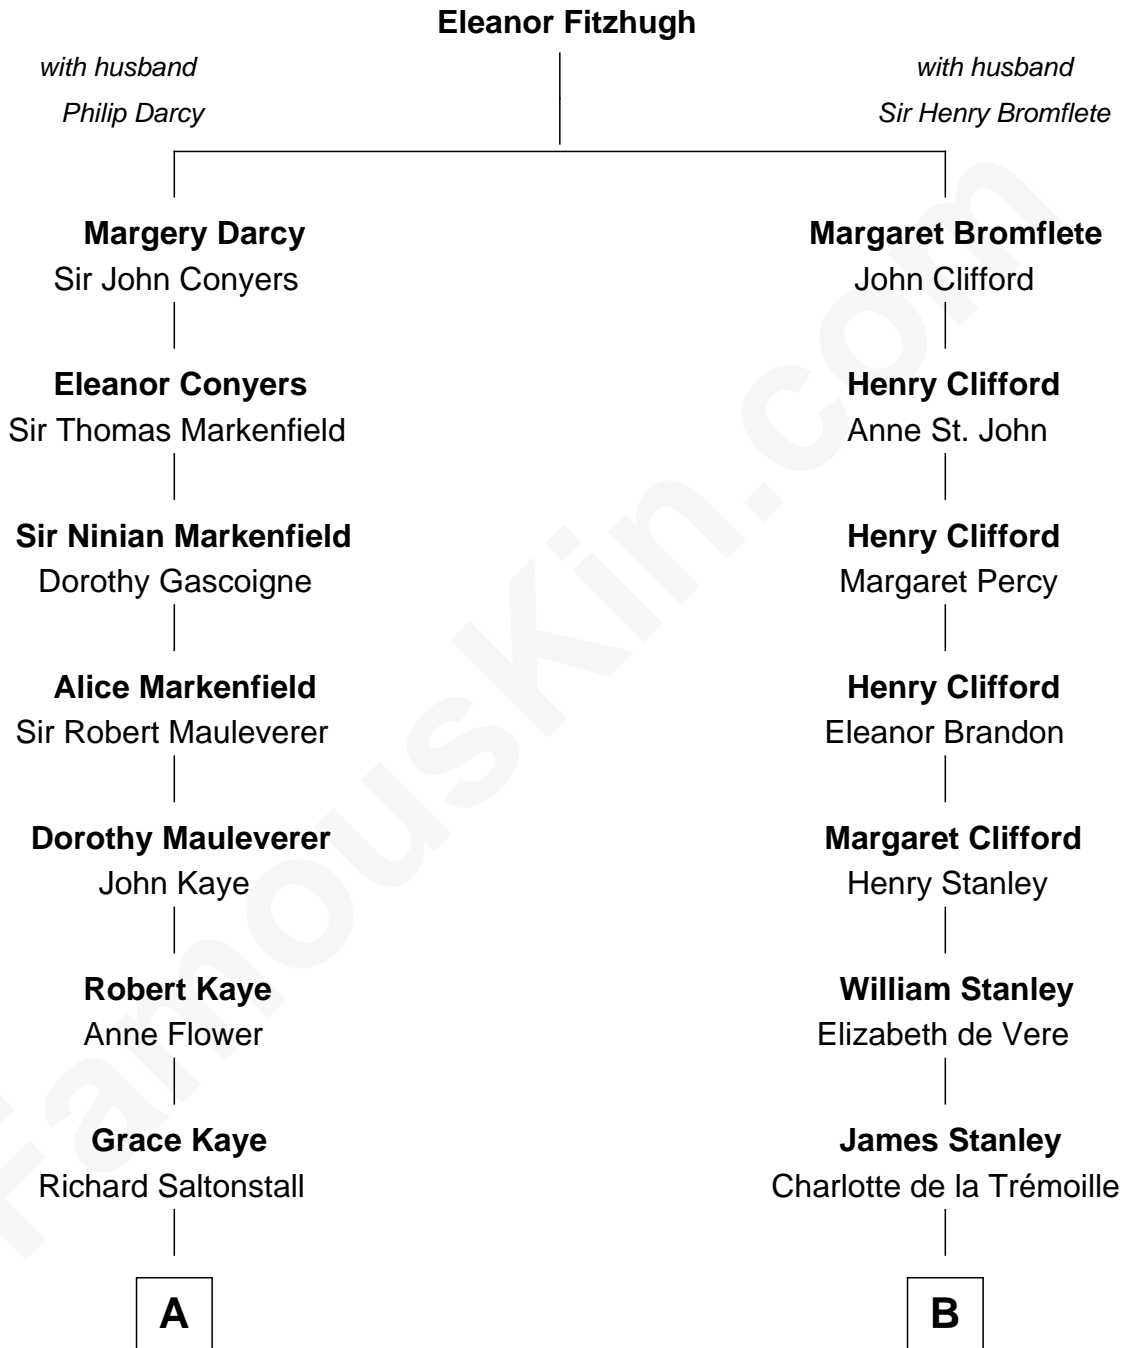 Eleanor Fitzhugh
with husband
Philip Darcy
with husband
Sir Henry Bromflete
Margery Darcy
Sir John Conyers
Margaret Bromflete
John Clifford
Eleanor Conyers
Sir Thomas Markenfield
Henry Clifford
Anne St. John
Sir Ninian Markenfield
Dorothy Gascoigne
Henry Clifford
Margaret Percy
Alice Markenfield
Sir Robert Mauleverer
Henry Clifford
Eleanor Brandon
Dorothy Mauleverer
John Kaye
Margaret Clifford
Henry Stanley
Robert Kaye
Anne Flower
William Stanley
Elizabeth de Vere
Grace Kaye
Richard Saltonstall
James Stanley
Charlotte de la Trémoille
A
B
FamousKin.com